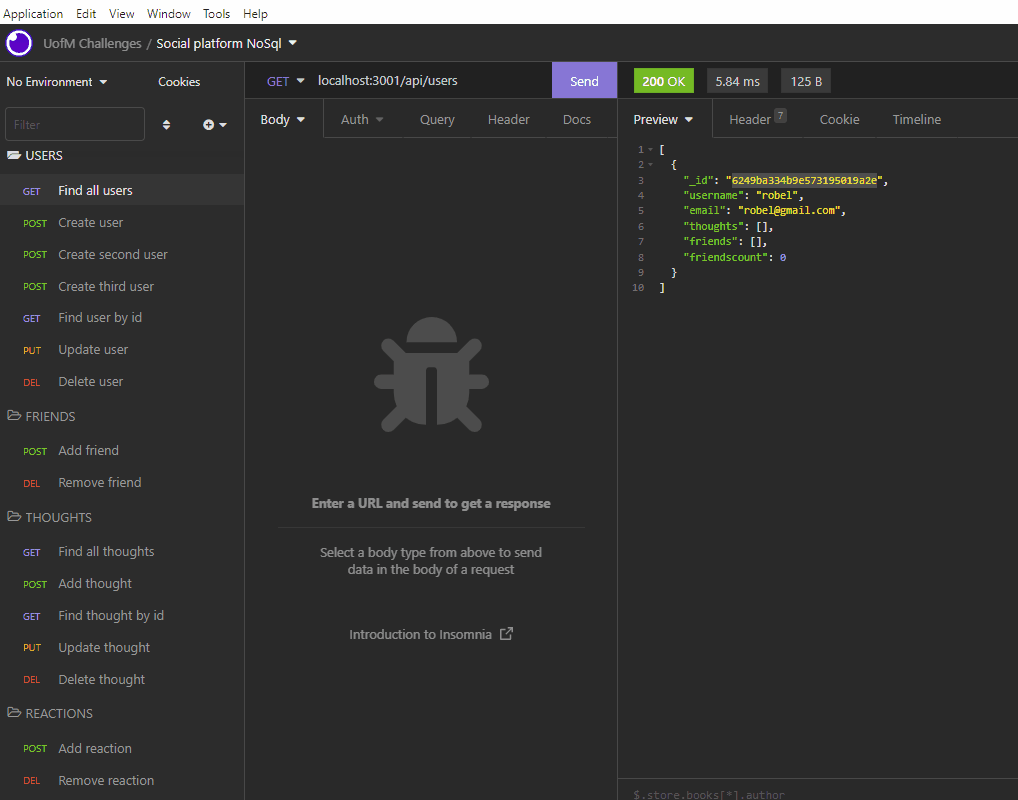 Application Edit View Window Tools Help
UofM Challenges / Social platform NoSql
No Environment Cookies
Filter
USERS
GET Find all users
POST Create user
POST Create second user
POST Create third user
GET Find user by id
PUT Update user
DEL Delete user
FRIENDS
POST Add friend
DEL Remove friend
THOUGHTS
GET Find all thoughts
POST Add thought
GET Find thought by id
PUT Update thought
DEL Delete thought
REACTIONS
POST Add reaction
DEL Remove reaction
GET localhost:3001/api/users Send
Body Auth Query Header Docs
Enter a URL and send to get a response
Select a body type from above to send
data in the body of a request
Introduction to Insomnia
200 OK 5.84 ms 125 B
Preview Header 7 Cookie Timeline
1 [
2 {
3 "_id": "6249ba334b9e573195019a2e",
4 "username": "robel",
5 "email": "robel@gmail.com",
6 "thoughts": [],
7 "friends": [],
8 "friendscount": 0
9 }
10 ]
$.store.books[*].author